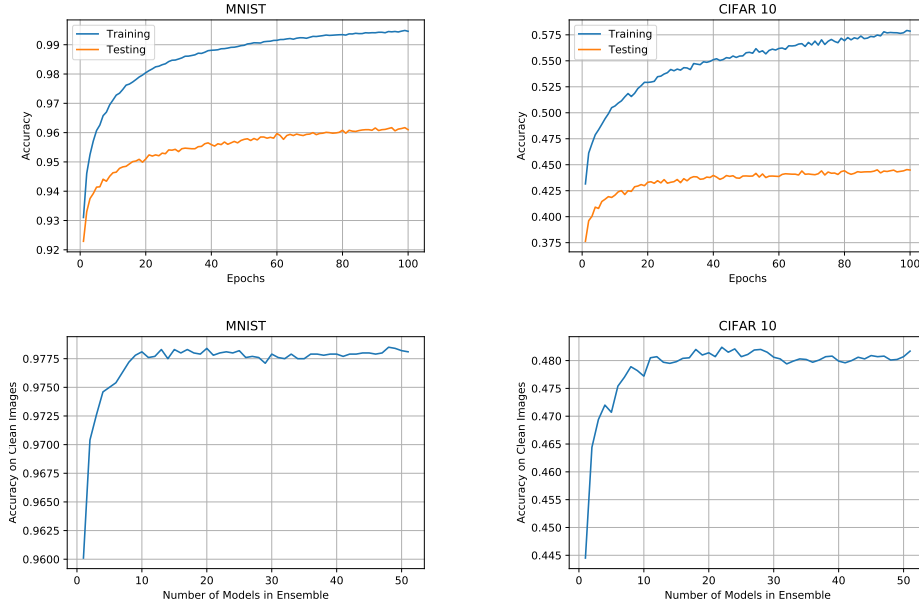 MNIST
Training
Testing
0.99
0.98
0.97
0.96
0.95
0.94
0.93
0.92
Accuracy
0 20 40 60 80 100
Epochs
CIFAR 10
Training
Testing
0.575
0.550
0.525
0.500
0.475
0.450
0.425
0.400
0.375
Accuracy
0 20 40 60 80 100
Epochs
MNIST
0.9775
0.9750
0.9725
0.9700
0.9675
0.9650
0.9625
0.9600
Accuracy on Clean Images
0 10 20 30 40 50
Number of Models in Ensemble
CIFAR 10
0.480
0.475
0.470
0.465
0.460
0.455
0.450
0.445
Accuracy on Clean Images
0 10 20 30 40 50
Number of Models in Ensemble